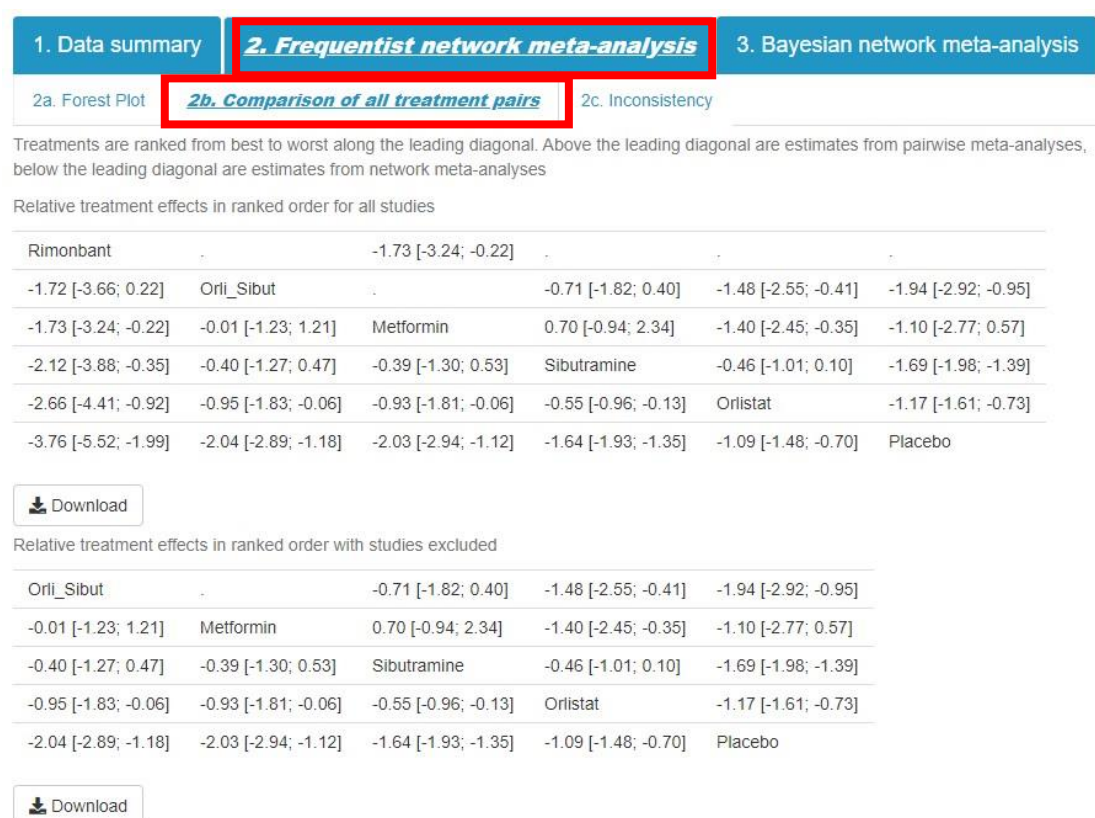 1. Data summary 2. Frequentist network meta-analysis 3. Bayesian network meta-analysis
2a. Forest Plot 2b. Comparison of all treatment pairs 2c. Inconsistency
Treatments are ranked from best to worst along the leading diagonal. Above the leading diagonal are estimates from pairwise meta-analyses,
below the leading diagonal are estimates from network meta-analyses
Relative treatment effects in ranked order for all studies
Rimonbant . -1.73 [-3.24; -0.22] . . .
-1.72 [-3.66; 0.22] Orli_Sibut . -0.71 [-1.82; 0.40] -1.48 [-2.55; -0.41] -1.94 [-2.92; -0.95]
-1.73 [-3.24; -0.22] -0.01 [-1.23; 1.21] Metformin 0.70 [-0.94; 2.34] -1.40 [-2.45; -0.35] -1.10 [-2.77; 0.57]
-2.12 [-3.88; -0.35] -0.40 [-1.27; 0.47] -0.39 [-1.30; 0.53] Sibutramine -0.46 [-1.01; 0.10] -1.69 [-1.98; -1.39]
-2.66 [-4.41; -0.92] -0.95 [-1.83; -0.06] -0.93 [-1.81; -0.06] -0.55 [-0.96; -0.13] Orlistat -1.17 [-1.61; -0.73]
-3.76 [-5.52; -1.99] -2.04 [-2.89; -1.18] -2.03 [-2.94; -1.12] -1.64 [-1.93; -1.35] -1.09 [-1.48; -0.70] Placebo
Download
Relative treatment effects in ranked order with studies excluded
Orli_Sibut . -0.71 [-1.82; 0.40] -1.48 [-2.55; -0.41] -1.94 [-2.92; -0.95]
-0.01 [-1.23; 1.21] Metformin 0.70 [-0.94; 2.34] -1.40 [-2.45; -0.35] -1.10 [-2.77; 0.57]
-0.40 [-1.27; 0.47] -0.39 [-1.30; 0.53] Sibutramine -0.46 [-1.01; 0.10] -1.69 [-1.98; -1.39]
-0.95 [-1.83; -0.06] -0.93 [-1.81; -0.06] -0.55 [-0.96; -0.13] Orlistat -1.17 [-1.61; -0.73]
-2.04 [-2.89; -1.18] -2.03 [-2.94; -1.12] -1.64 [-1.93; -1.35] -1.09 [-1.48; -0.70] Placebo
Download